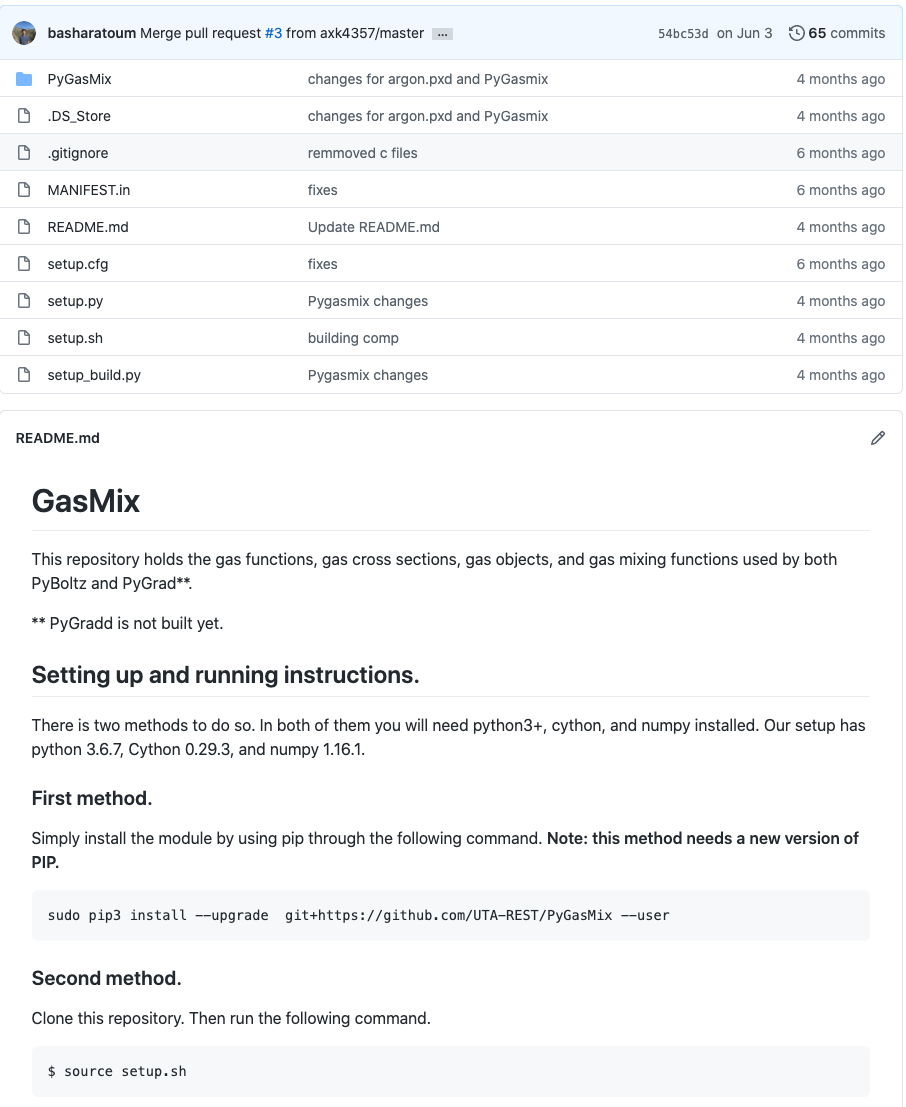 basharatoum Merge pull request #3 from axk4357/master ... 54bc53d on Jun 3 65 commits
PyGasMix changes for argon.pxd and PyGasmix 4 months ago
.DS_Store changes for argon.pxd and PyGasmix 4 months ago
.gitignore remmoved c files 6 months ago
MANIFEST.in fixes 6 months ago
README.md Update README.md 4 months ago
setup.cfg fixes 6 months ago
setup.py Pygasmix changes 4 months ago
setup.sh building comp 4 months ago
setup_build.py Pygasmix changes 4 months ago
README.md
GasMix
This repository holds the gas functions, gas cross sections, gas objects, and gas mixing functions used by both
PyBoltz and PyGrad**.
** PyGradd is not built yet.
Setting up and running instructions.
There is two methods to do so. In both of them you will need python3+, cython, and numpy installed. Our setup has
python 3.6.7, Cython 0.29.3, and numpy 1.16.1.
First method.
Simply install the module by using pip through the following command. Note: this method needs a new version of
PIP.
sudo pip3 install --upgrade  git+https://github.com/UTA-REST/PyGasMix --user
Second method.
Clone this repository. Then run the following command.
$ source setup.sh